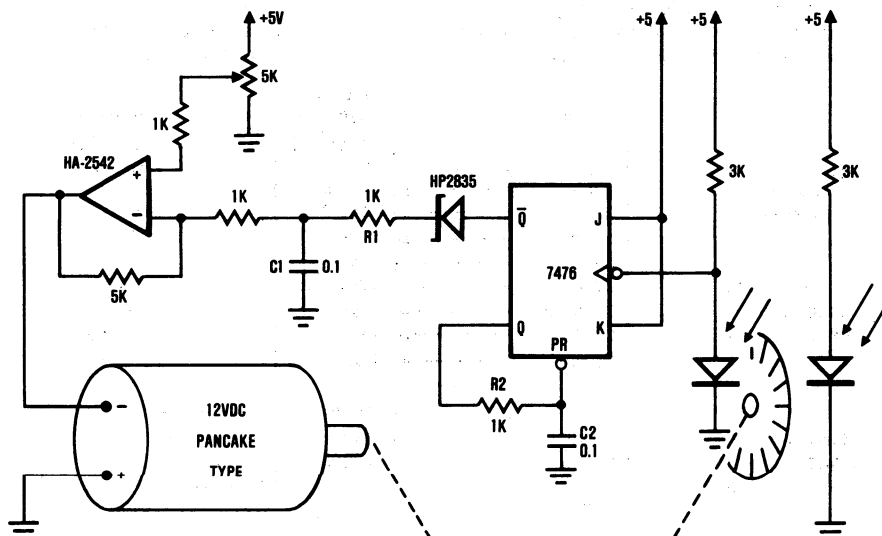 +5V
5K
1K
HA-2542
+
−
5K
1K
C1
0.1
1K
R1
HP2835
Q̅
J
7476
Q
K
PR
R2
1K
C2
0.1
+5
+5
+5
3K
3K
−
12VDC
PANCAKE
TYPE
+